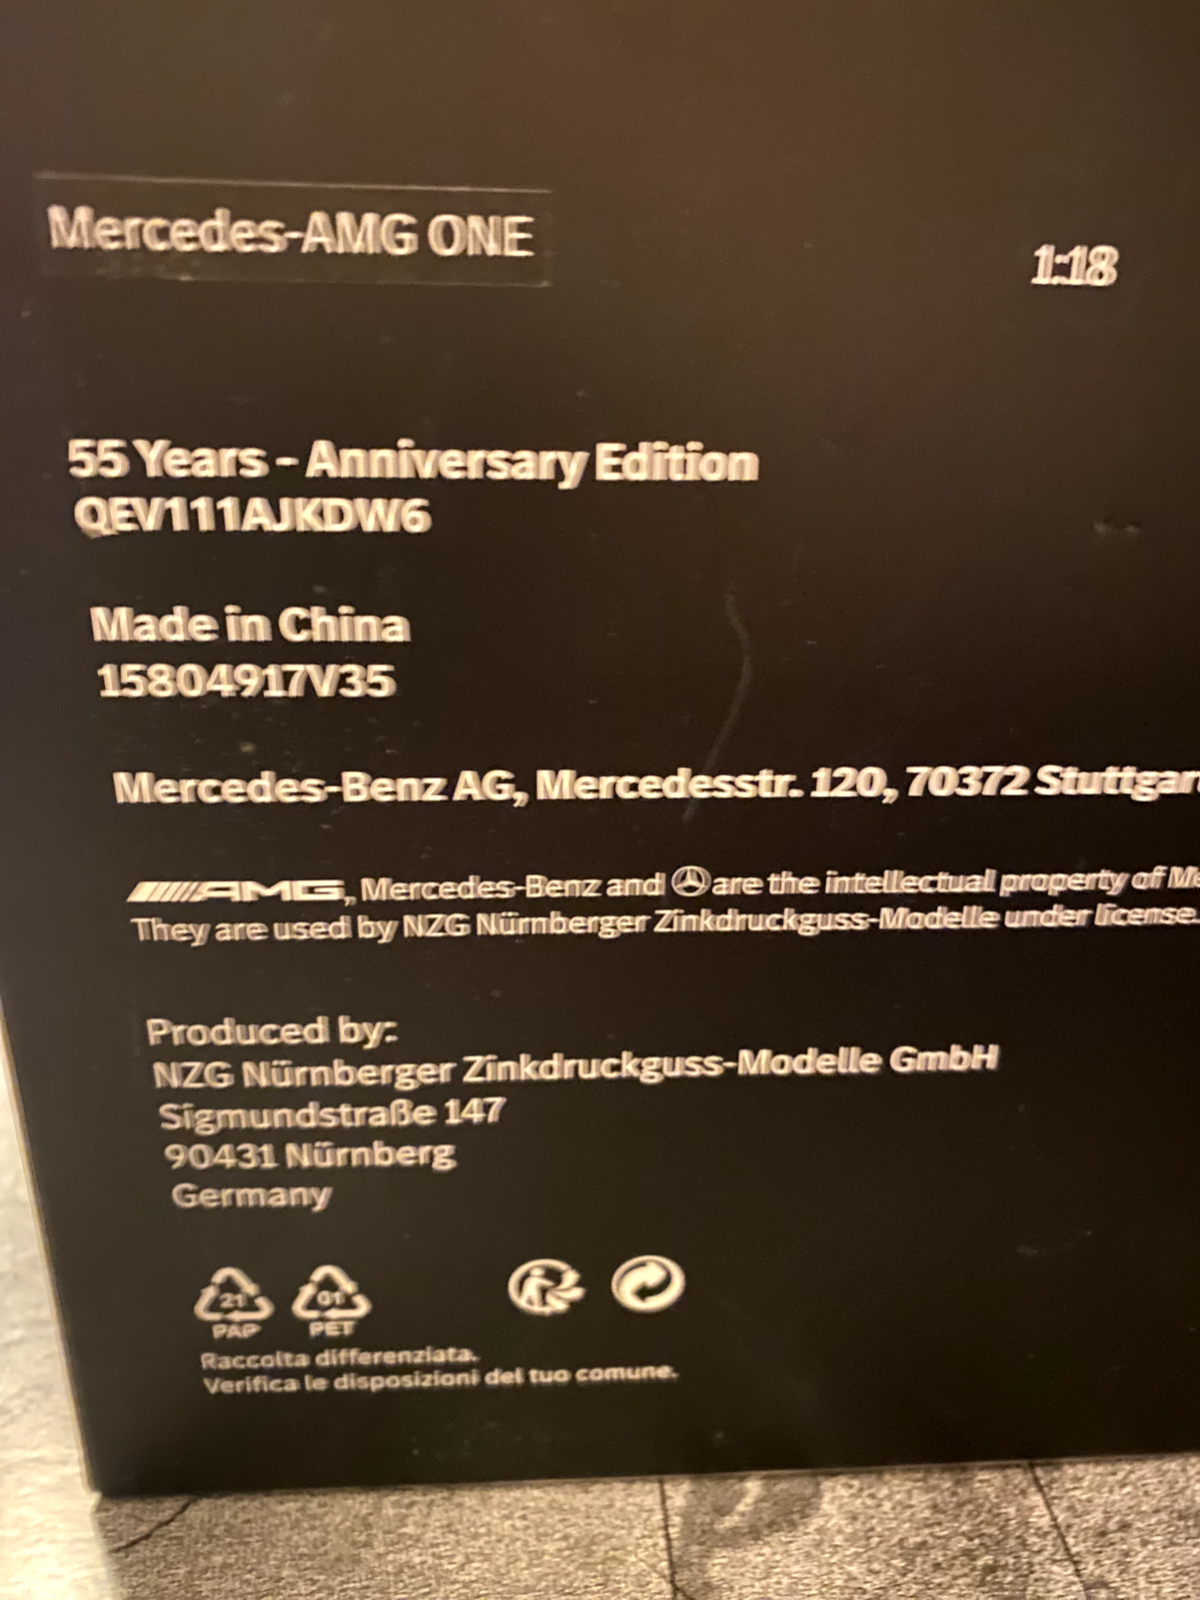 Mercedes-AMG ONE
1:18
55 Years - Anniversary Edition
QEV111AJKDW6
Made in China
15804917V35
Mercedes-Benz AG, Mercedesstr. 120, 70372 Stuttgar
AMG, Mercedes-Benz and are the intellectual property of Me
They are used by NZG Nürnberger Zinkdruckguss-Modelle under license.
Produced by:
NZG Nürnberger Zinkdruckguss-Modelle GmbH
Sigmundstraße 147
90431 Nürnberg
Germany
21 01
PAP PET
Raccolta differenziata.
Verifica le disposizioni del tuo comune.